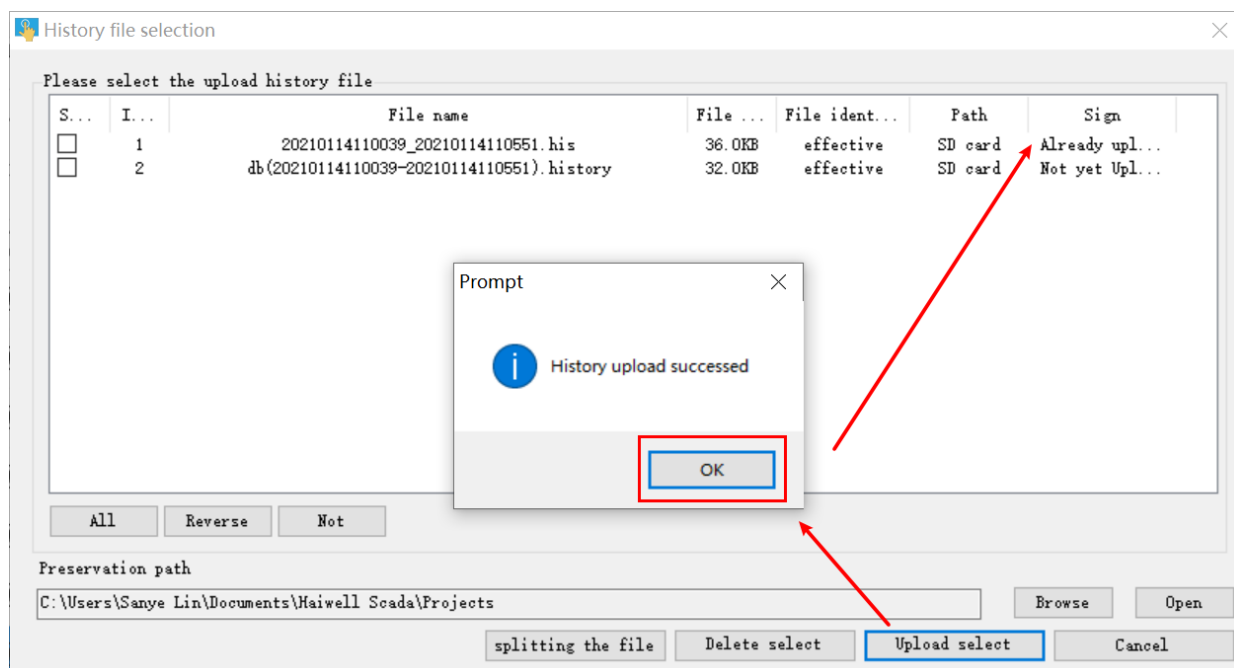 History file selection
Please select the upload history file
S... I... File name File ... File ident... Path Sign
1 20210114110039_20210114110551.his 36.0KB effective SD card Already upl...
2 db(20210114110039-20210114110551).history 32.0KB effective SD card Not yet Upl...
Prompt
History upload successed
OK
All Reverse Not
Preservation path
C:\Users\Sanye Lin\Documents\Haiwell Scada\Projects Browse Open
splitting the file Delete select Upload select Cancel